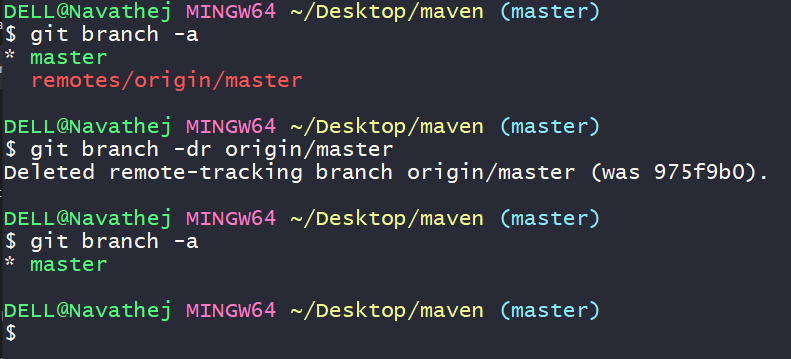 DELL@Navathej MINGW64 ~/Desktop/maven (master)
$ git branch -a
* master
remotes/origin/master
DELL@Navathej MINGW64 ~/Desktop/maven (master)
$ git branch -dr origin/master
Deleted remote-tracking branch origin/master (was 975f9b0).
DELL@Navathej MINGW64 ~/Desktop/maven (master)
$ git branch -a
* master
DELL@Navathej MINGW64 ~/Desktop/maven (master)
$